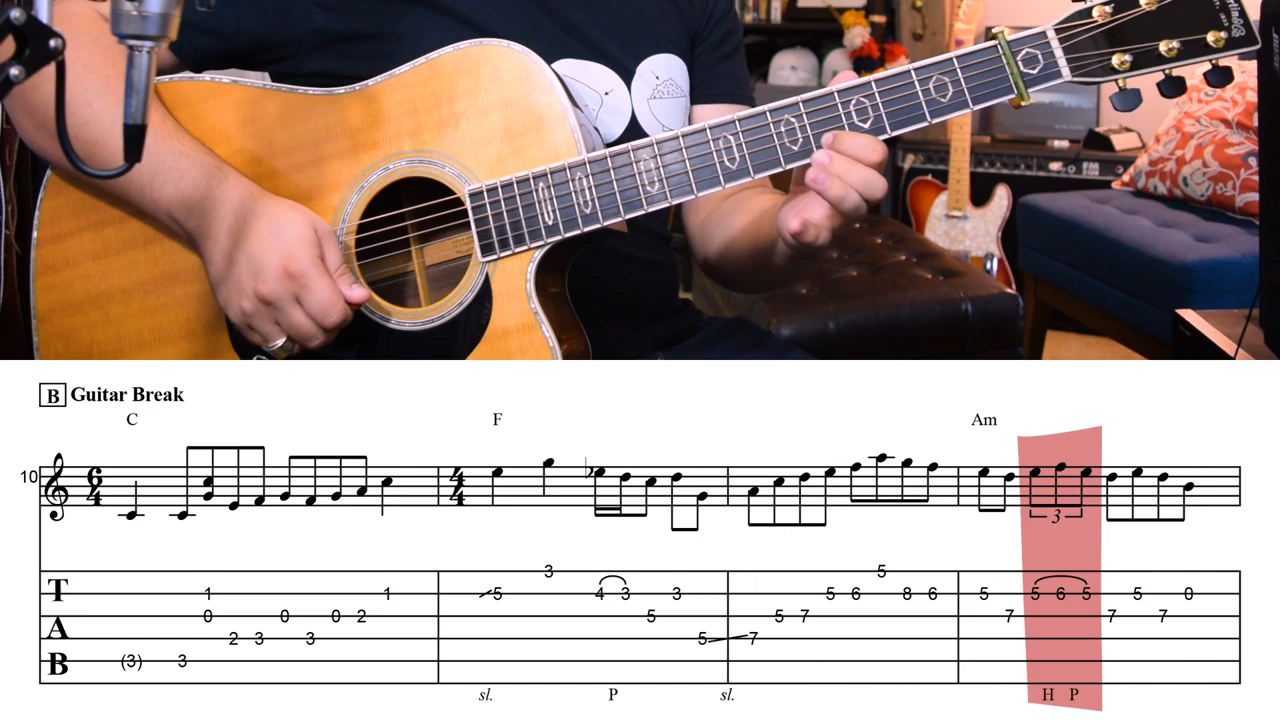 B Guitar Break
C F Am
10 6 4 4 4 3
3 5
1 1 5 4 3 3 5 6 8 6 5 5 6 5 5 0
T
0 0 0 2 5 5 7 7 7 7
A
2 3 3 5 7
B
(3) 3
sl. P sl. H P